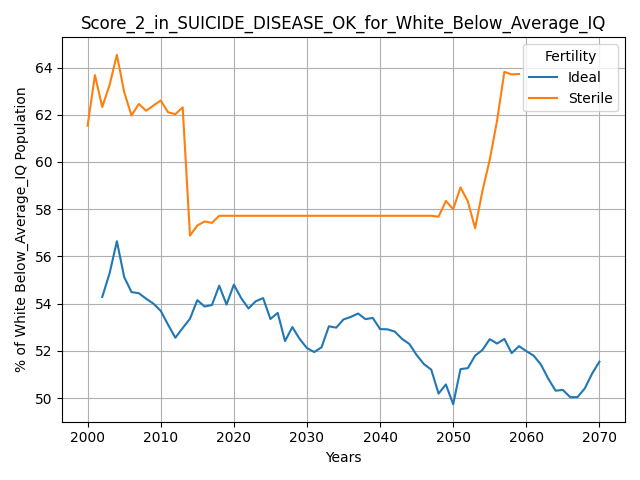 Score_2_in_SUICIDE_DISEASE_OK_for_White_Below_Average_IQ
% of White Below_Average_IQ Population
64
62
60
58
56
54
52
50
Fertility
Ideal
Sterile
2000 2010 2020 2030 2040 2050 2060 2070
Years